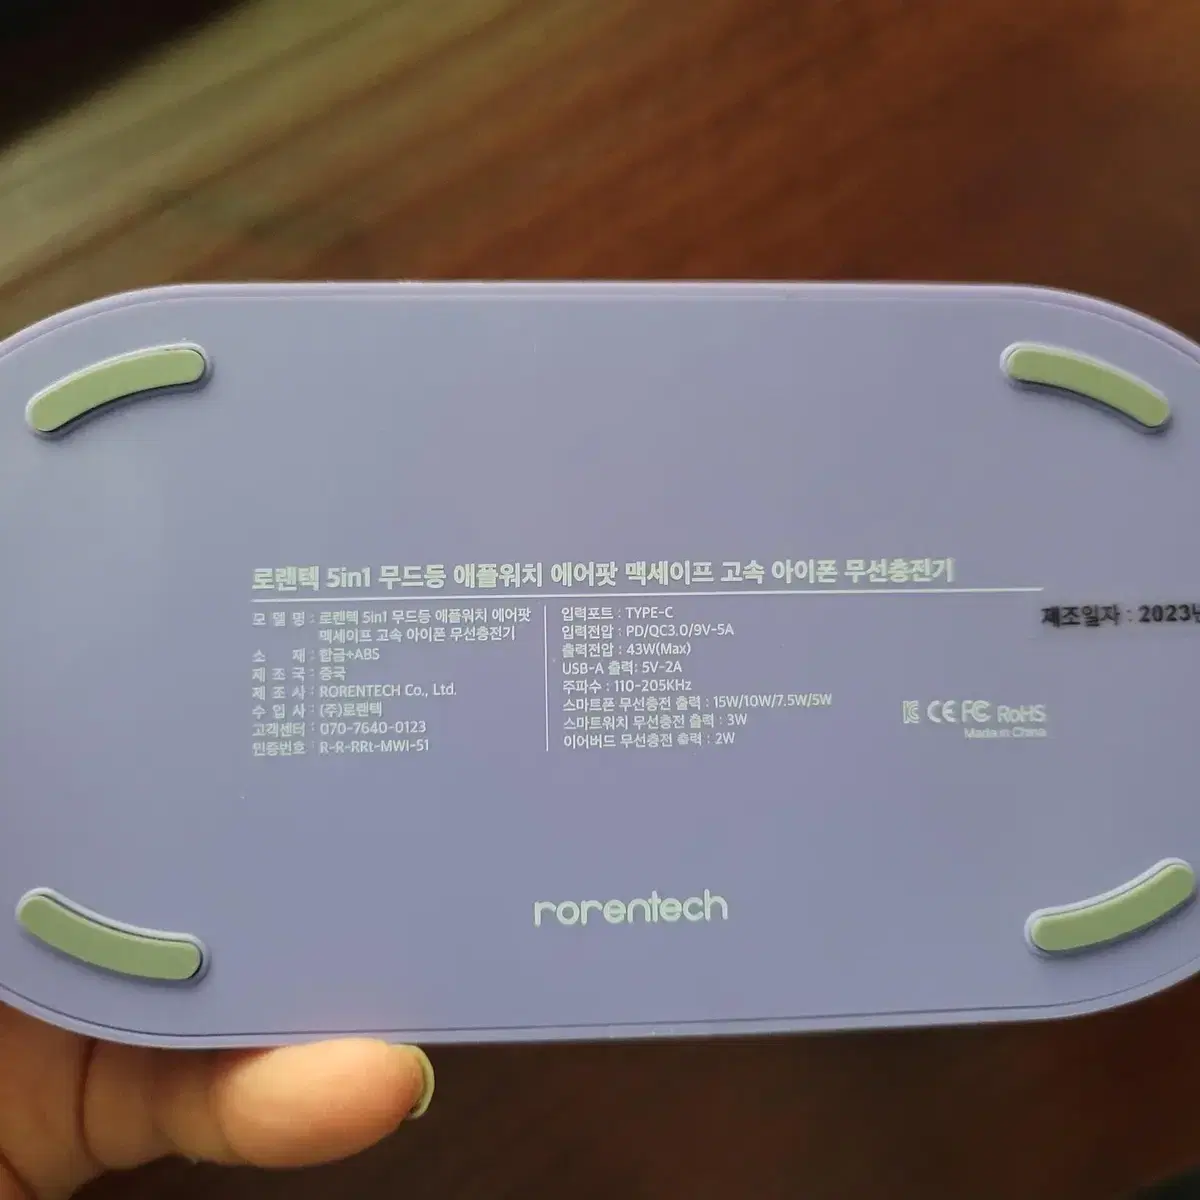 로렌텍 5in1 무드등 애플워치 에어팟 맥세이프 고속 아이폰 무선충전기
모 델 명 : 로렌텍 5in1 무드등 애플워치 에어팟
맥세이프 고속 아이폰 무선충전기
소 재 : 합금+ABS
제 조 국 : 중국
제 조 사 : RORENTECH Co., Ltd.
수 입 사 : (주)로렌텍
고객센터 : 070-7640-0123
인증번호 : R-R-RRt-MWI-51
입력포트 : TYPE-C
입력전압 : PD/QC3.0/9V-5A
출력전압 : 43W(Max)
USB-A 출력: 5V-2A
주파수 : 110-205KHz
스마트폰 무선충전 출력 : 15W/10W/7.5W/5W
스마트워치 무선충전 출력 : 3W
이어버드 무선충전 출력 : 2W
제조일자 : 2023년
CE FC RoHS
Made in China
rorentech